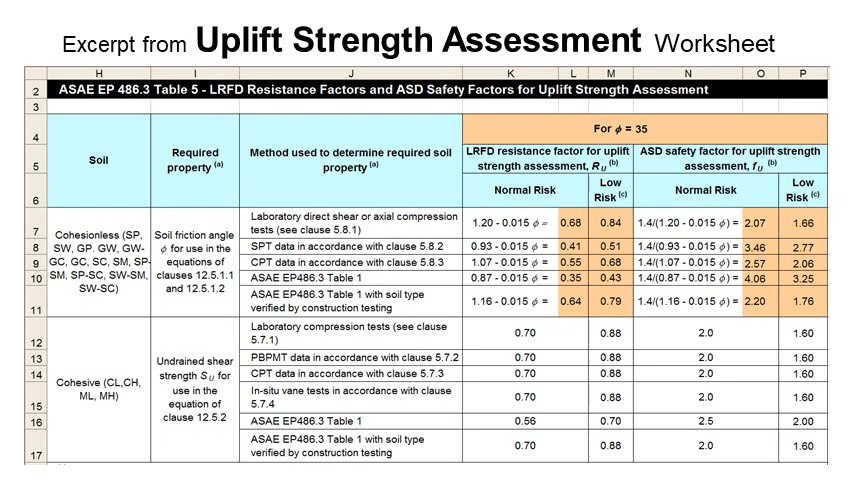 Excerpt from Uplift Strength Assessment Worksheet
H I J K L M N O P
2 ASAE EP 486.3 Table 5 - LRFD Resistance Factors and ASD Safety Factors for Uplift Strength Assessment
3
4 For ϕ = 35
5 Soil Required property (a) Method used to determine required soil property (a) LRFD resistance factor for uplift strength assessment, R U (b) ASD safety factor for uplift strength assessment, f U (b)
6 Normal Risk Low Risk (c) Normal Risk Low Risk (c)
Cohesionless (SP, SW, GP. GW, GW-GC, GC, SC, SM, SP-SM, SP-SC, SW-SM, SW-SC)
Soil friction angle ϕ for use in the equations of clauses 12.5.1.1 and 12.5.1.2
7 Laboratory direct shear or axial compression tests (see clause 5.8.1) 1.20 - 0.015 ϕ = 0.68 0.84 1.4/(1.20 - 0.015 ϕ) = 2.07 1.66
8 SPT data in accordance with clause 5.8.2 0.93 - 0.015 ϕ = 0.41 0.51 1.4/(0.93 - 0.015 ϕ) = 3.46 2.77
9 CPT data in accordance with clause 5.8.3 1.07 - 0.015 ϕ = 0.55 0.68 1.4/(1.07 - 0.015 ϕ) = 2.57 2.06
10 ASAE EP486.3 Table 1 0.87 - 0.015 ϕ = 0.35 0.43 1.4/(0.87 - 0.015 ϕ) = 4.06 3.25
11 ASAE EP486.3 Table 1 with soil type verified by construction testing 1.16 - 0.015 ϕ = 0.64 0.79 1.4/(1.16 - 0.015 ϕ) = 2.20 1.76
Cohesive (CL,CH, ML, MH)
Undrained shear strength S U for use in the equation of clause 12.5.2
12 Laboratory compression tests (see clause 5.7.1) 0.70 0.88 2.0 1.60
13 PBPMT data in accordance with clause 5.7.2 0.70 0.88 2.0 1.60
14 CPT data in accordance with clause 5.7.3 0.70 0.88 2.0 1.60
15 In-situ vane tests in accordance with clause 5.7.4 0.70 0.88 2.0 1.60
16 ASAE EP486.3 Table 1 0.56 0.70 2.5 2.00
17 ASAE EP486.3 Table 1 with soil type verified by construction testing 0.70 0.88 2.0 1.60